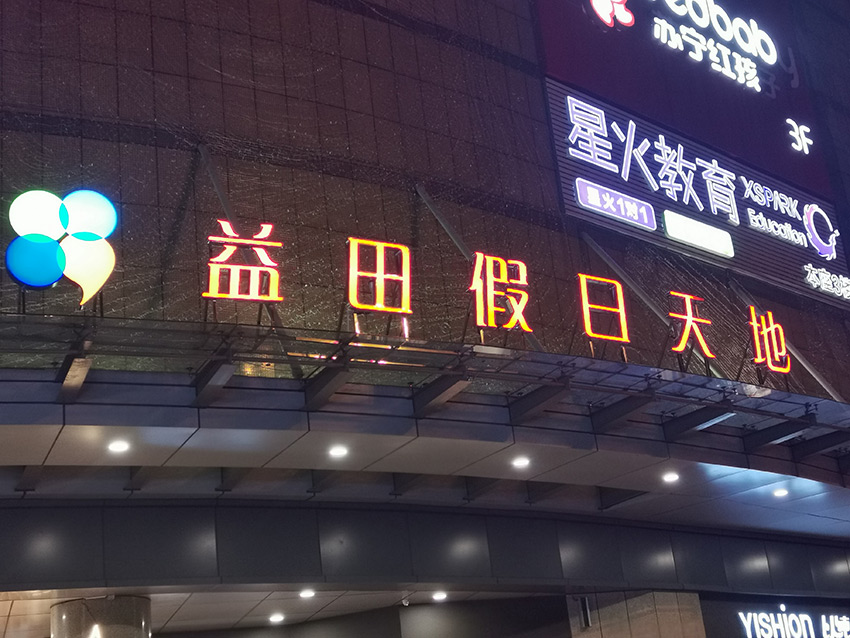 苏宁红孩子
3F
星火教育
XSPARK
Education
星火1对1
益田假日天地
YISHION